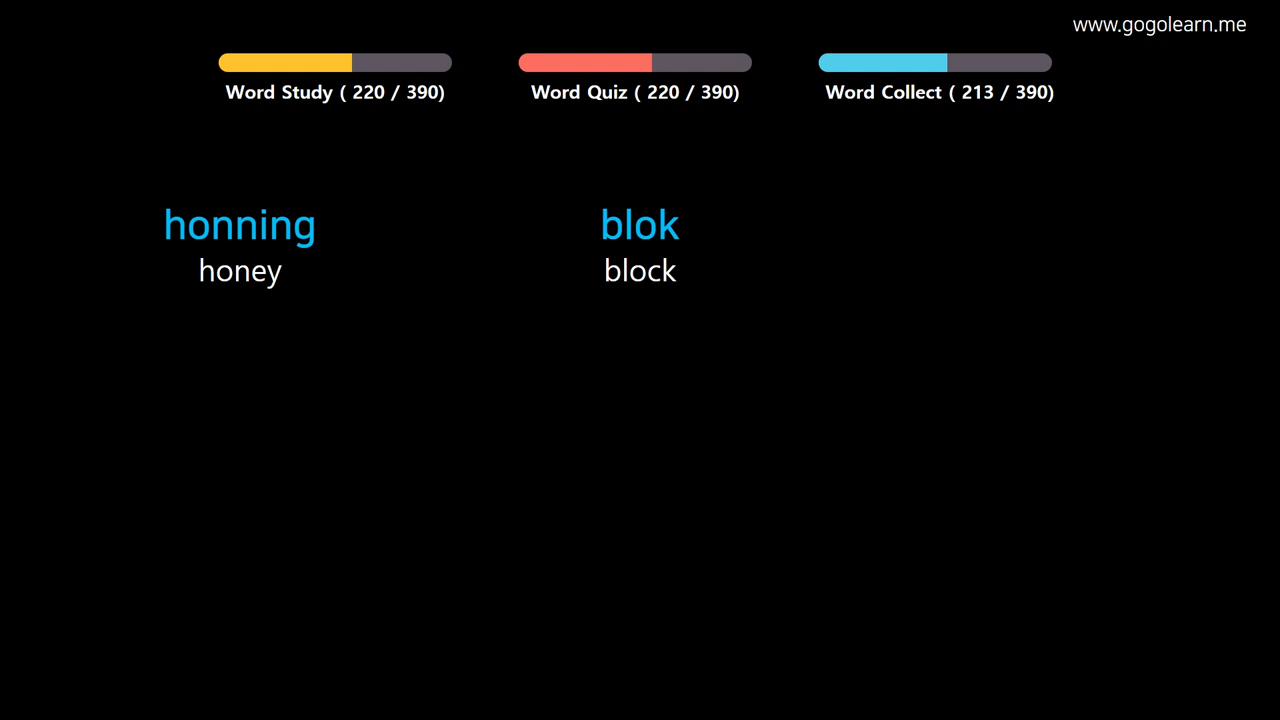 www.gogolearn.me
Word Study ( 220 / 390)
Word Quiz ( 220 / 390)
Word Collect ( 213 / 390)
honning
honey
blok
block